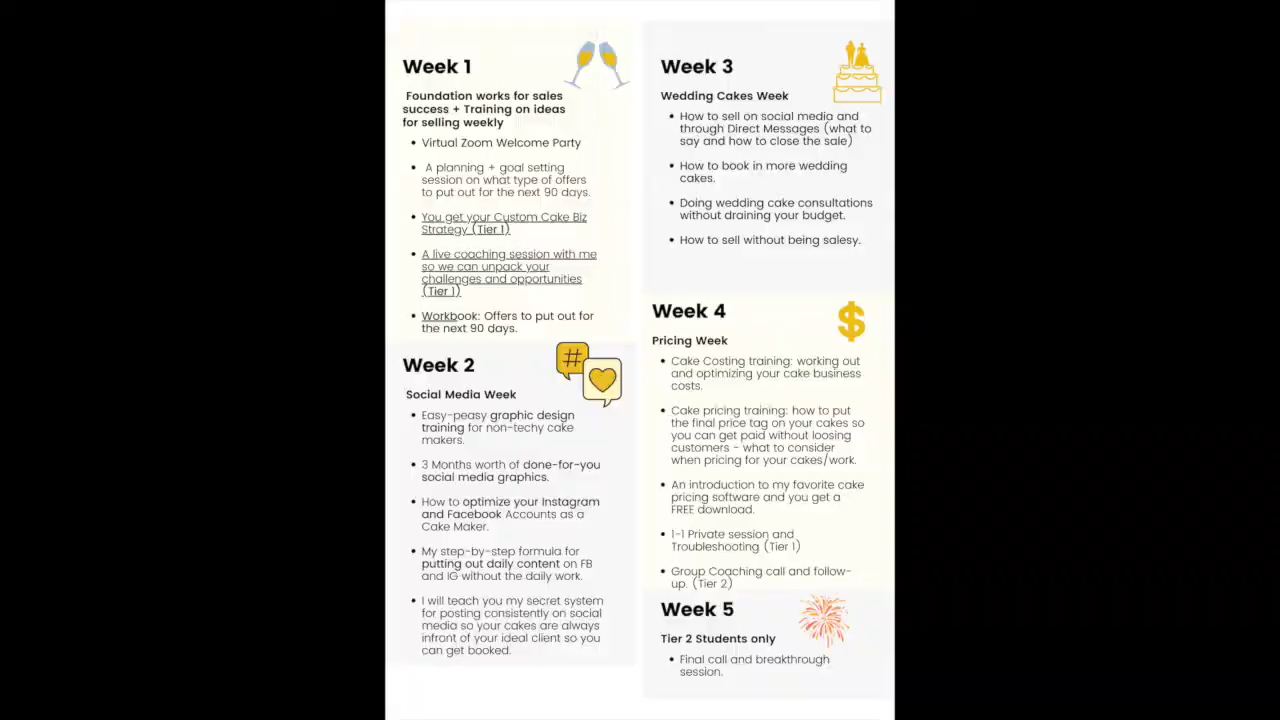 Week 1
Foundation works for sales
success + Training on ideas
for selling weekly
• Virtual Zoom Welcome Party
• A planning + goal setting
session on what type of offers
to put out for the next 90 days.
• You get your Custom Cake Biz
Strategy (Tier 1)
• A live coaching session with me
so we can unpack your
challenges and opportunities
(Tier 1)
• Workbook: Offers to put out for
the next 90 days.
Week 2
Social Media Week
• Easy-peasy graphic design
training for non-techy cake
makers.
• 3 Months worth of done-for-you
social media graphics.
• How to optimize your Instagram
and Facebook Accounts as a
Cake Maker.
• My step-by-step formula for
putting out daily content on FB
and IG without the daily work.
• I will teach you my secret system
for posting consistently on social
media so your cakes are always
infront of your ideal client so you
can get booked.
Week 3
Wedding Cakes Week
• How to sell on social media and
through Direct Messages (what to
say and how to close the sale)
• How to book in more wedding
cakes.
• Doing wedding cake consultations
without draining your budget.
• How to sell without being salesy.
Week 4
Pricing Week
• Cake Costing training: working out
and optimizing your cake business
costs.
• Cake pricing training: how to put
the final price tag on your cakes so
you can get paid without loosing
customers - what to consider
when pricing for your cakes/work.
• An introduction to my favorite cake
pricing software and you get a
FREE download.
• 1-1 Private session and
Troubleshooting (Tier 1)
• Group Coaching call and follow-
up. (Tier 2)
Week 5
Tier 2 Students only
• Final call and breakthrough
session.